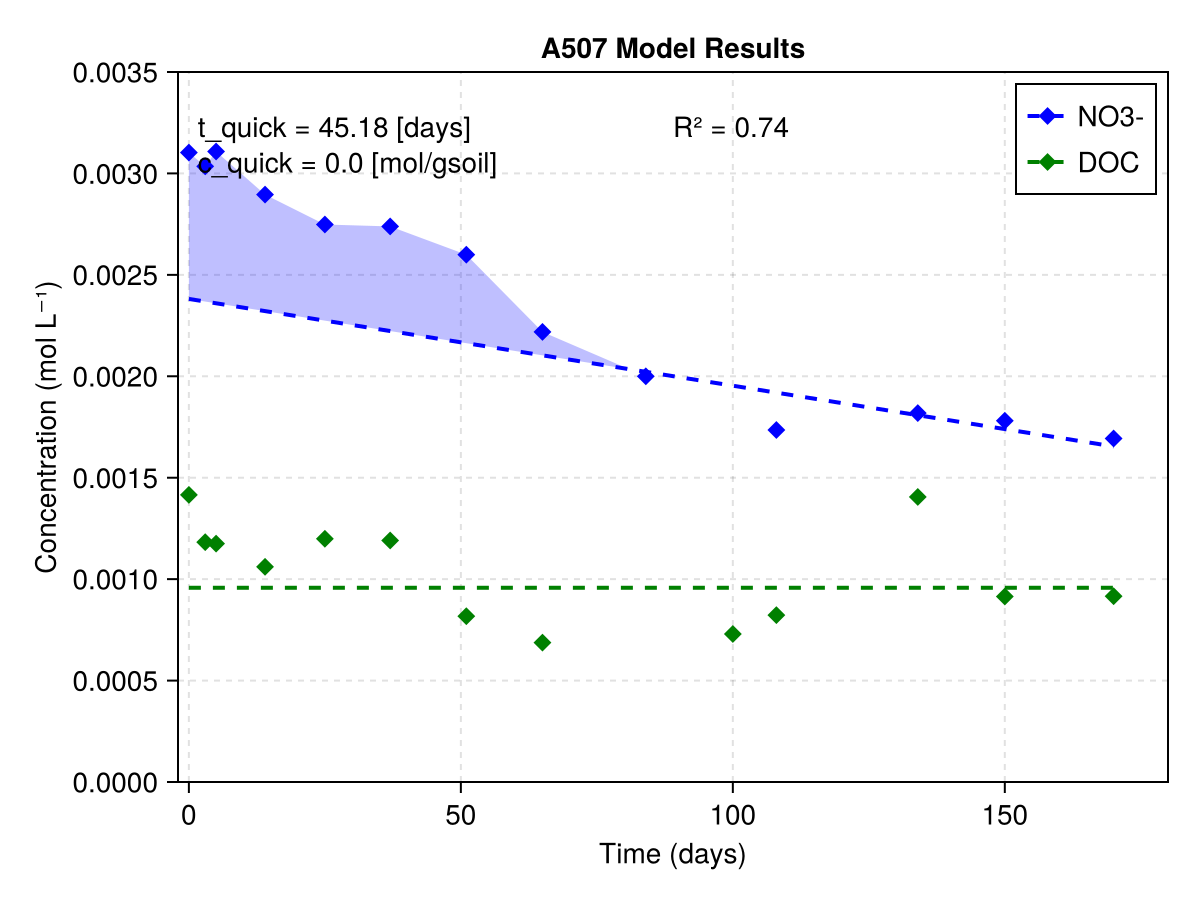 A507 Model Results
0.0035
0.0030
0.0025
0.0020
0.0015
0.0010
0.0005
0.0000
Concentration (mol L⁻¹)
t_quick = 45.18 [days]
e_quick = 0.0 [mol/gsoil]
R² = 0.74
NO3-
DOC
0 50 100 150
Time (days)